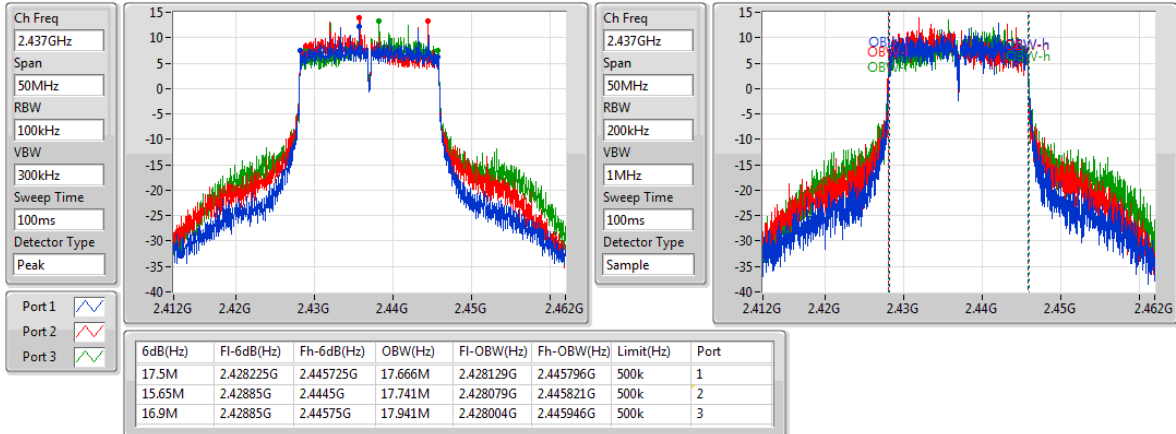 Ch Freq
2.437GHz
Span
50MHz
RBW
100kHz
VBW
300kHz
Sweep Time
100ms
Detector Type
Peak
Port 1
Port 2
Port 3
15
10
5
0
-5
-10
-15
-20
-25
-30
-35
-40
2.412G 2.42G 2.43G 2.44G 2.45G 2.462G
Ch Freq
2.437GHz
Span
50MHz
RBW
200kHz
VBW
1MHz
Sweep Time
100ms
Detector Type
Sample
15
10
5
0
-5
-10
-15
-20
-25
-30
-35
-40
OBW-h
OBW-h
2.412G 2.42G 2.43G 2.44G 2.45G 2.462G
6dB(Hz) Fl-6dB(Hz) Fh-6dB(Hz) OBW(Hz) Fl-OBW(Hz) Fh-OBW(Hz) Limit(Hz) Port
17.5M 2.428225G 2.445725G 17.666M 2.428129G 2.445796G 500k 1
15.65M 2.42885G 2.4445G 17.741M 2.428079G 2.445821G 500k 2
16.9M 2.42885G 2.44575G 17.941M 2.428004G 2.445946G 500k 3